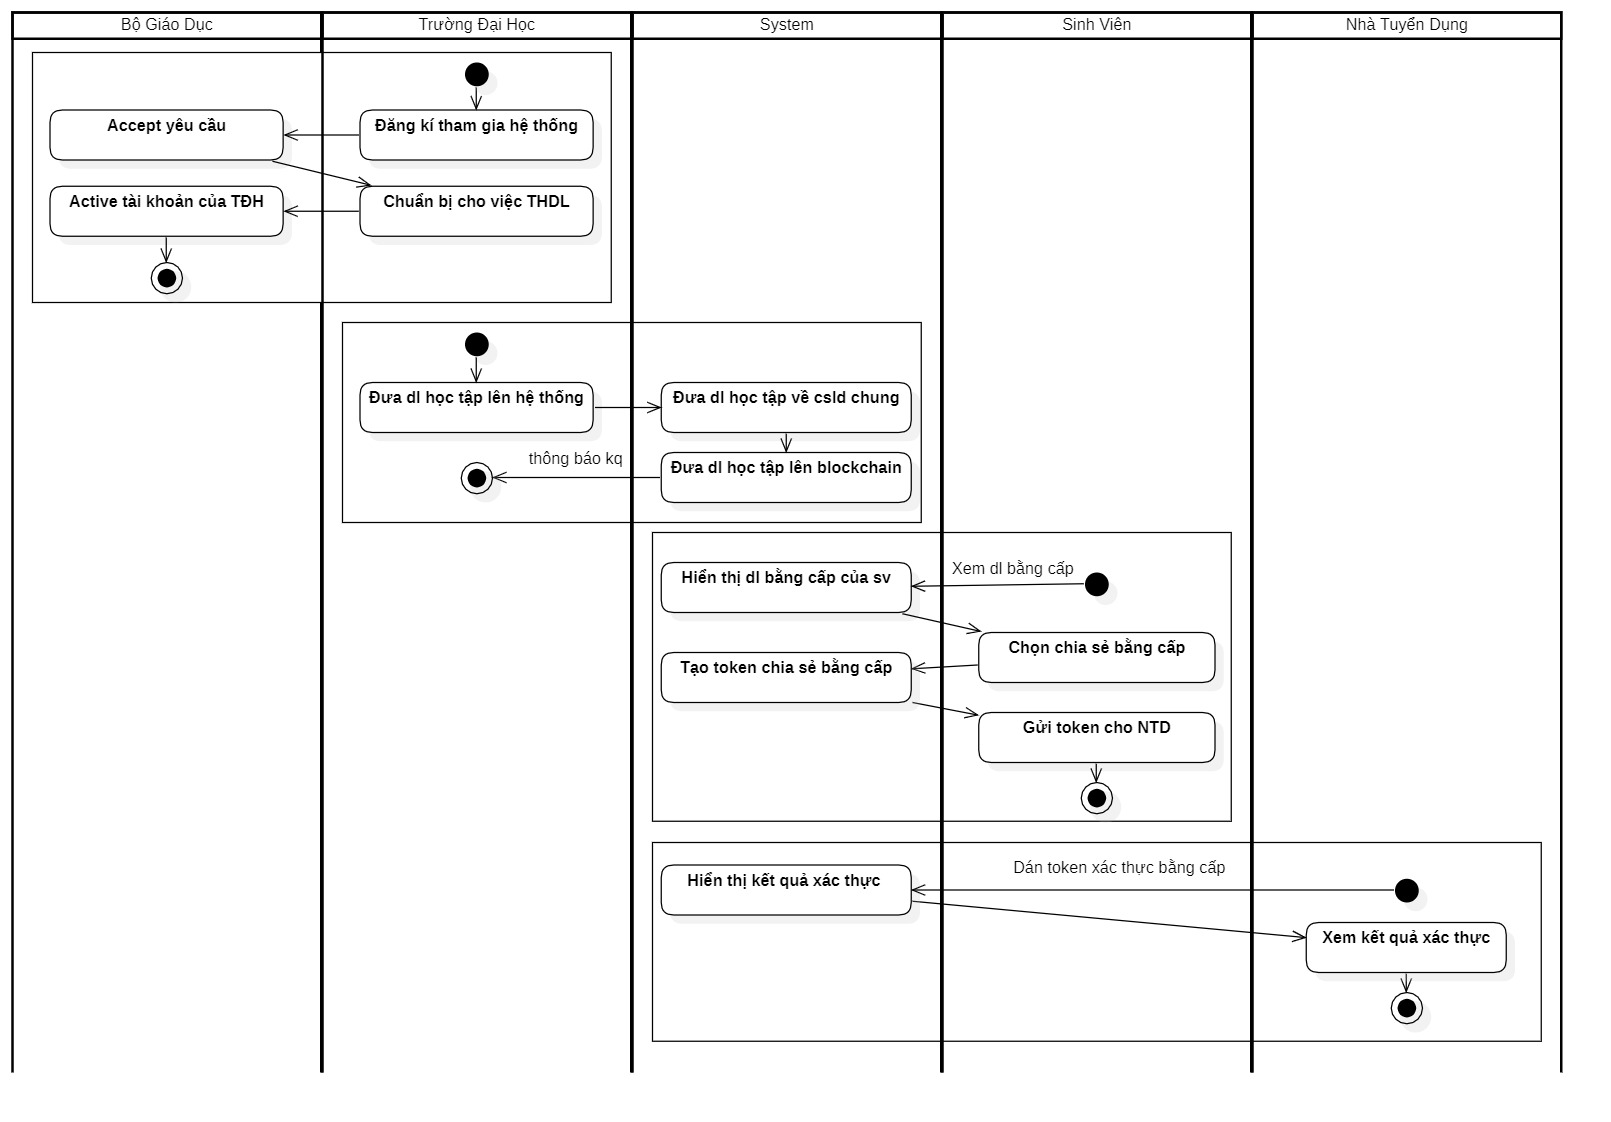 Bộ Giáo Dục
Trường Đại Học
System
Sinh Viên
Nhà Tuyển Dụng
Accept yêu cầu
Đăng kí tham gia hệ thống
Active tài khoản của TĐH
Chuẩn bị cho việc THDL
Đưa dl học tập lên hệ thống
Đưa dl học tập về csld chung
thông báo kq
Đưa dl học tập lên blockchain
Hiển thị dl bằng cấp của sv
Xem dl bằng cấp
Chọn chia sẻ bằng cấp
Tạo token chia sẻ bằng cấp
Gửi token cho NTD
Dán token xác thực bằng cấp
Hiển thị kết quả xác thực
Xem kết quả xác thực